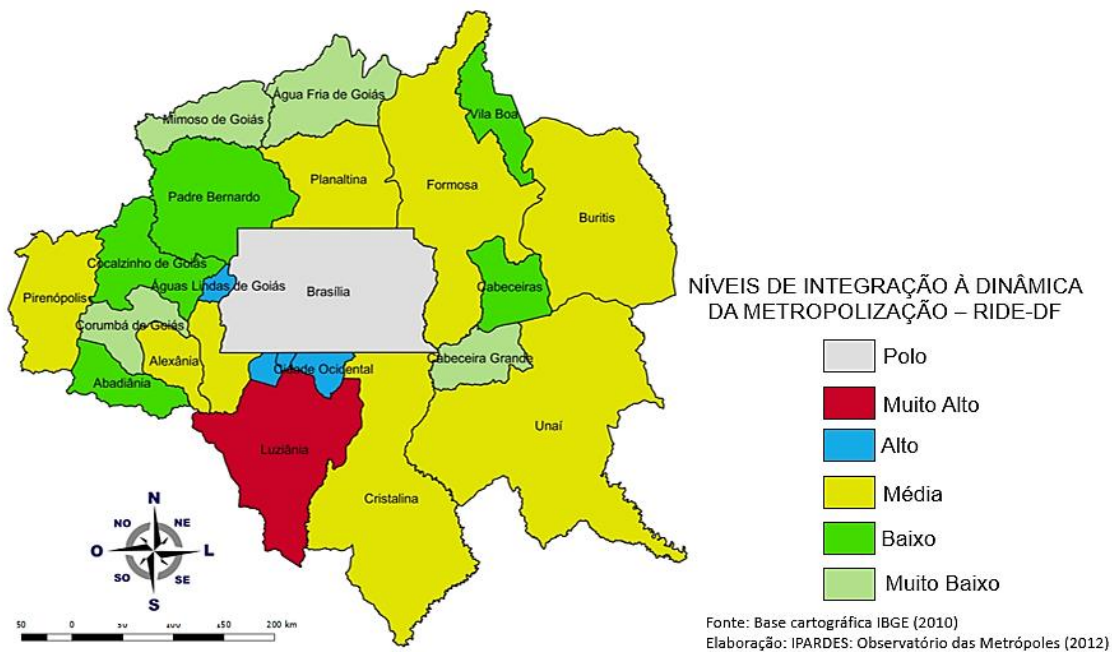 Água Fria de Goiás
Mimoso de Goiás
Vila Boa
Planaltina
Formosa
Padre Bernardo
Buritis
Cocalzinho de Goiás
Águas Lindas de Goiás
Brasília
Cabeceiras
Pirenópolis
Corumbá de Goiás
Alexânia
Cabeceira Grande
Cidade Ocidental
Abadiânia
Unaí
Luziânia
Cristalina
NÍVEIS DE INTEGRAÇÃO À DINÂMICA
DA METROPOLIZAÇÃO – RIDE-DF
Polo
Muito Alto
Alto
Média
Baixo
Muito Baixo
N
NO NE
O L
SO SE
S
50 0 50 100 150 200 km
Fonte: Base cartográfica IBGE (2010)
Elaboração: IPARDES: Observatório das Metrópoles (2012)